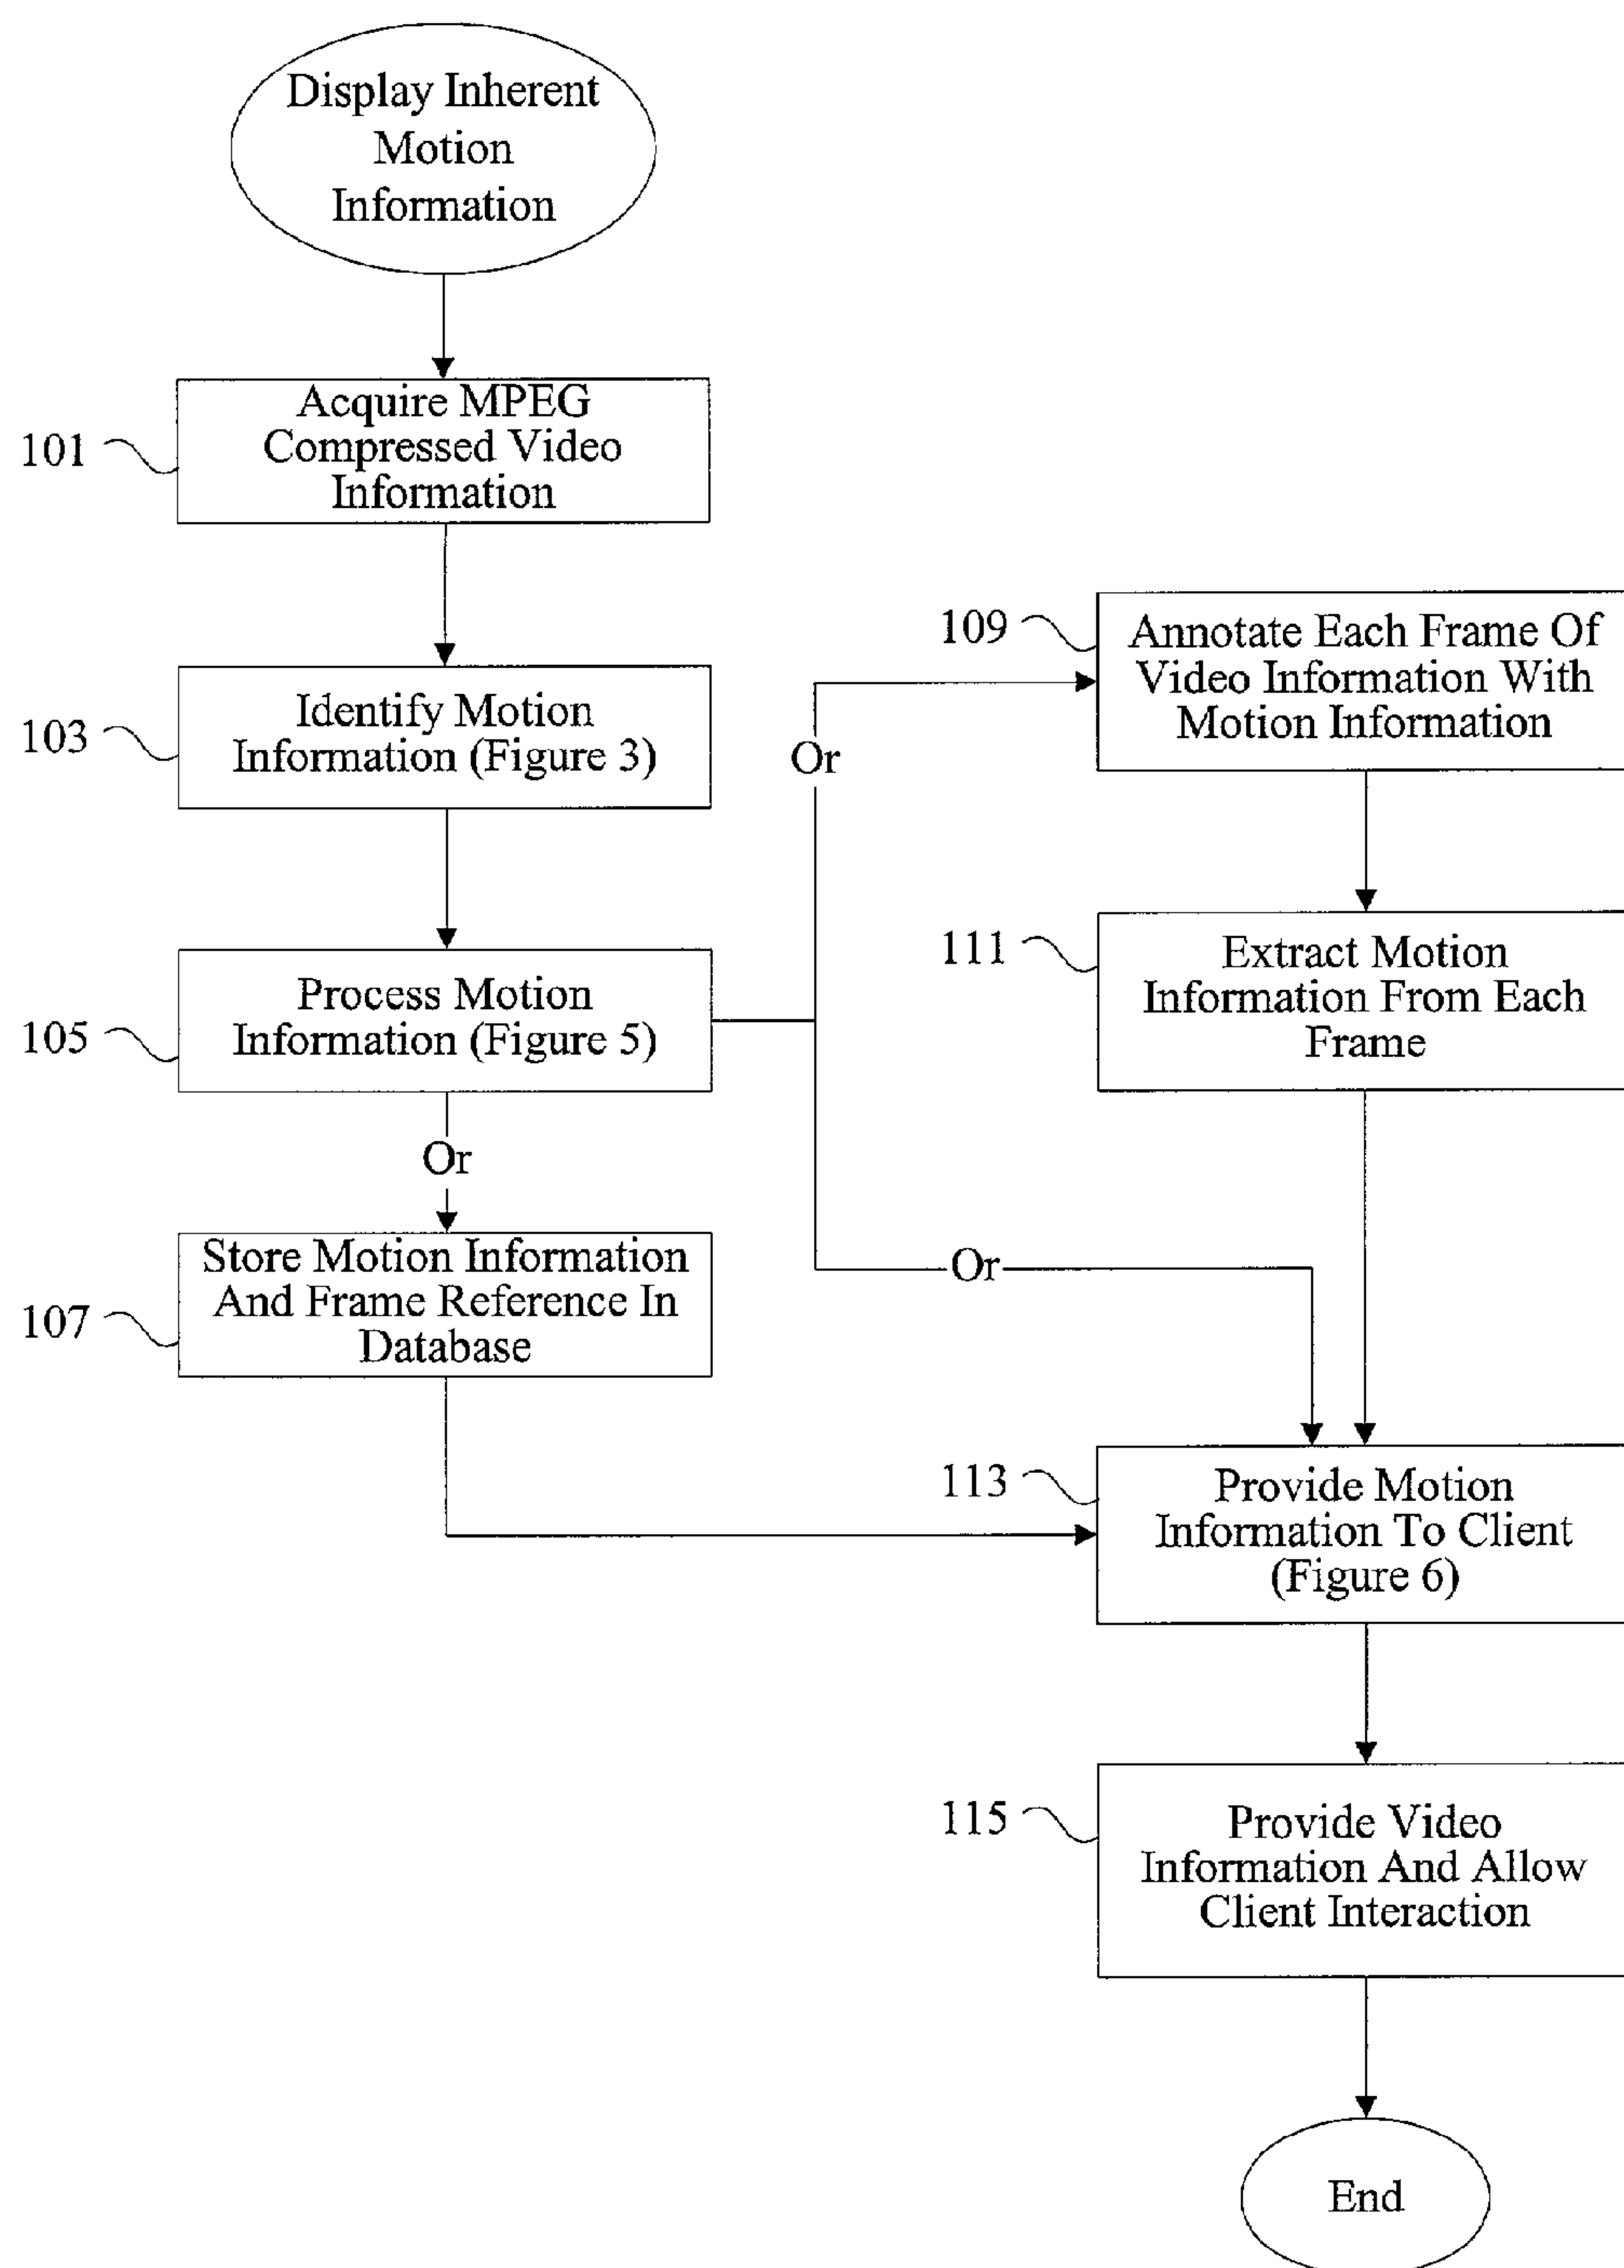 Display Inherent
Motion
Information
101
Acquire MPEG
Compressed Video
Information
103
Identify Motion
Information (Figure 3)
105
Process Motion
Information (Figure 5)
Or
107
Store Motion Information
And Frame Reference In
Database
Or
Or
109
Annotate Each Frame Of
Video Information With
Motion Information
111
Extract Motion
Information From Each
Frame
113
Provide Motion
Information To Client
(Figure 6)
115
Provide Video
Information And Allow
Client Interaction
End